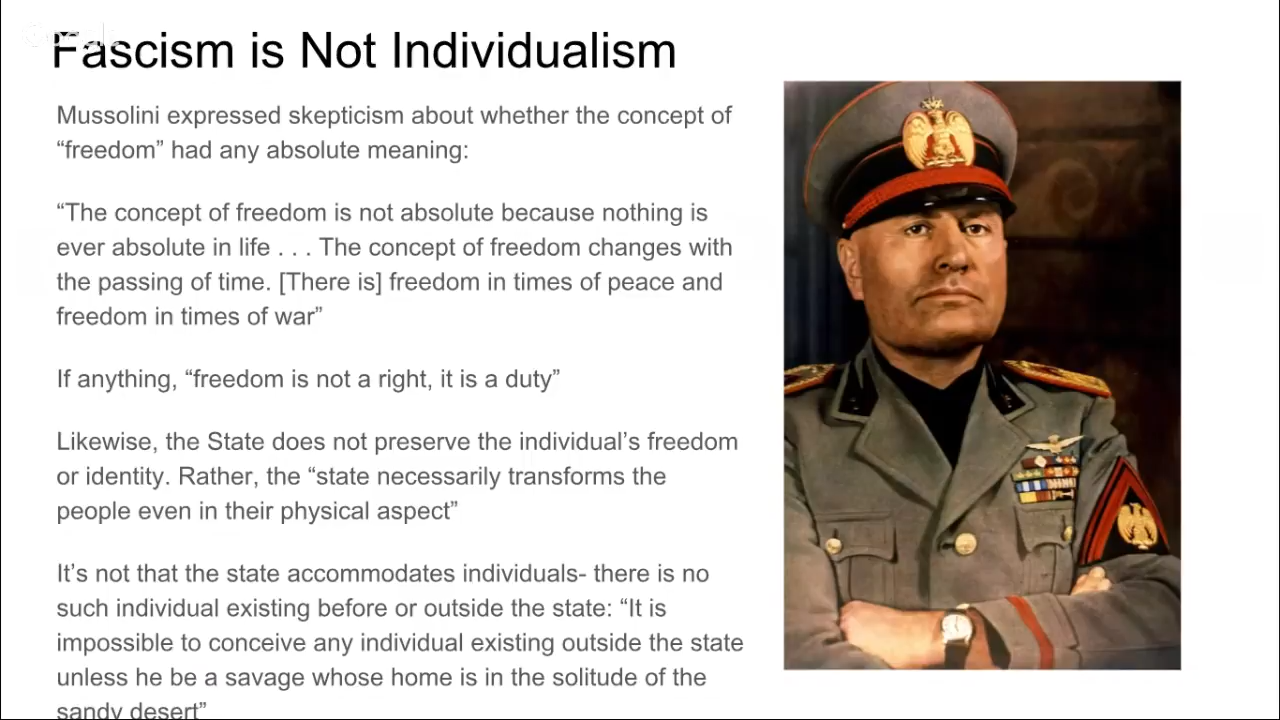 Fascism is Not Individualism
Mussolini expressed skepticism about whether the concept of
“freedom” had any absolute meaning:
“The concept of freedom is not absolute because nothing is
ever absolute in life . . . The concept of freedom changes with
the passing of time. [There is] freedom in times of peace and
freedom in times of war”
If anything, “freedom is not a right, it is a duty”
Likewise, the State does not preserve the individual’s freedom
or identity. Rather, the “state necessarily transforms the
people even in their physical aspect”
It’s not that the state accommodates individuals- there is no
such individual existing before or outside the state: “It is
impossible to conceive any individual existing outside the state
unless he be a savage whose home is in the solitude of the
sandy desert”